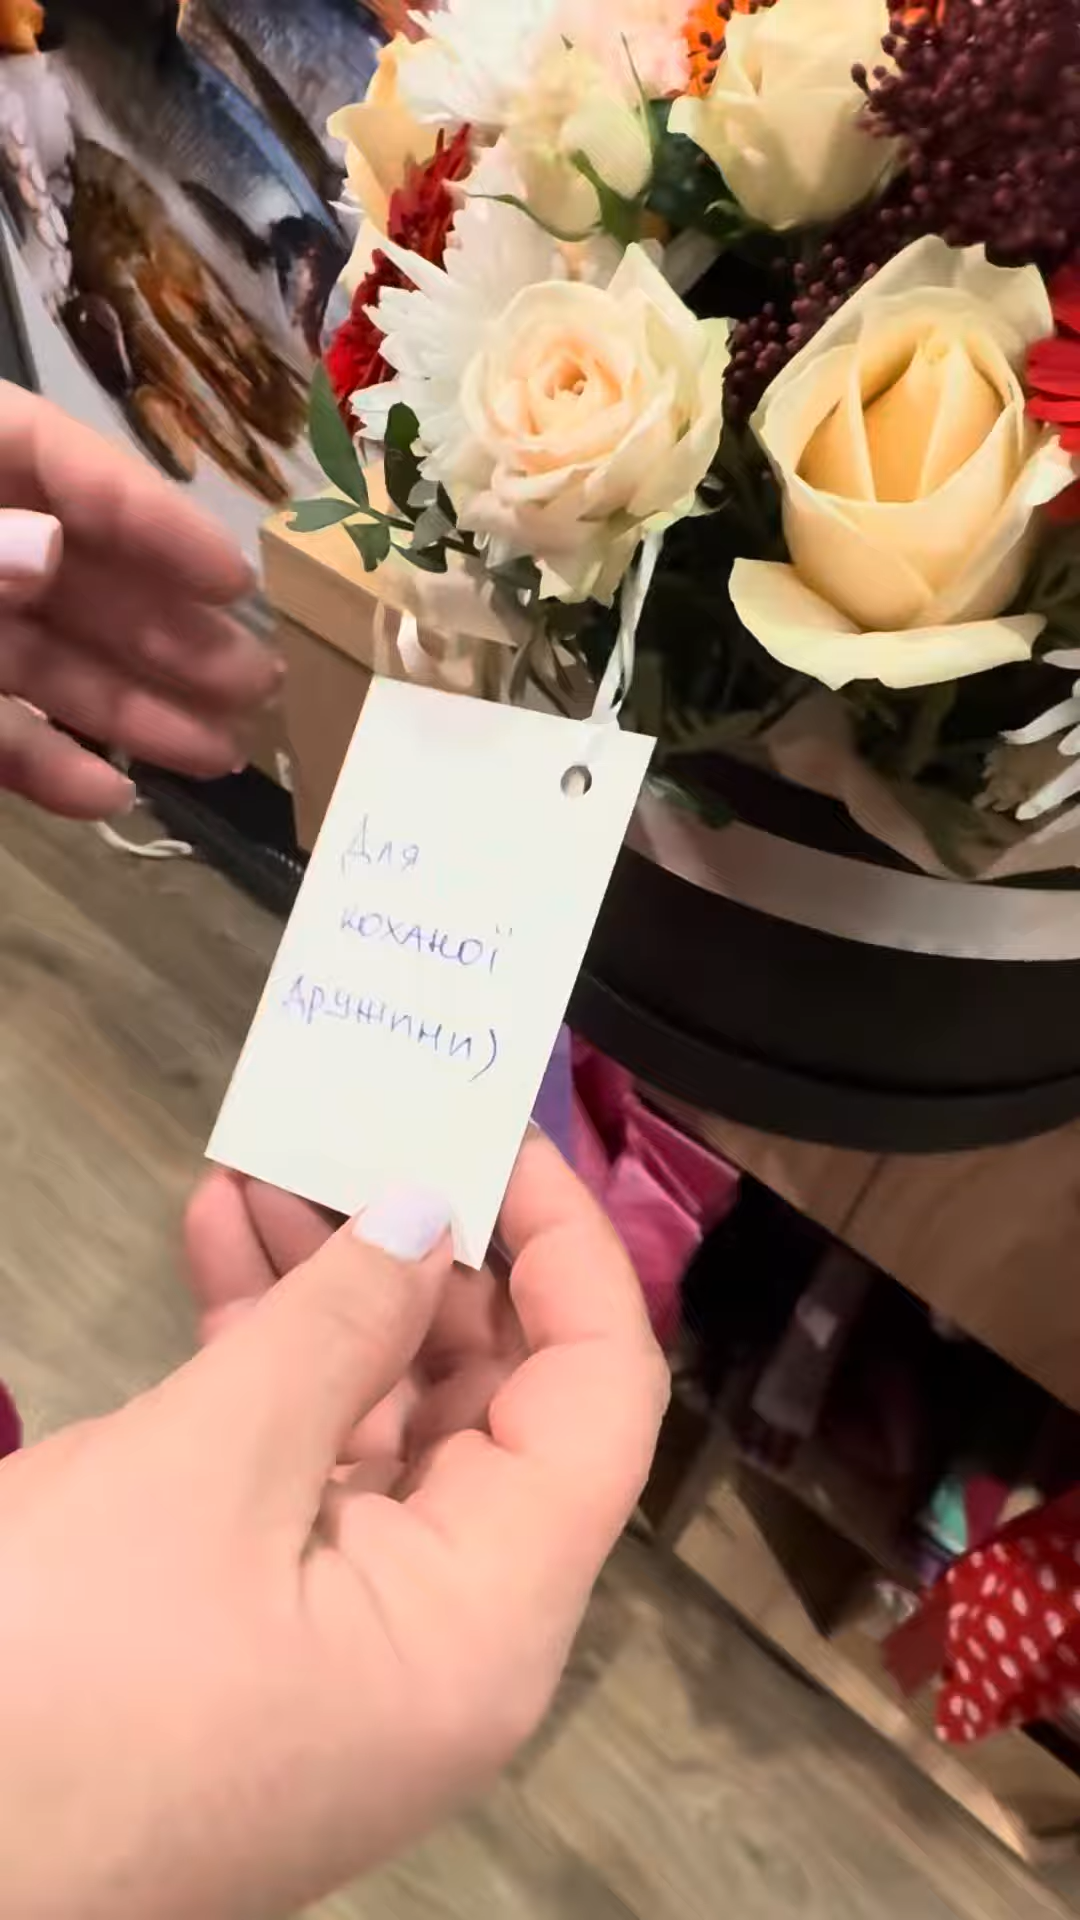 Для
коханої
дружини)